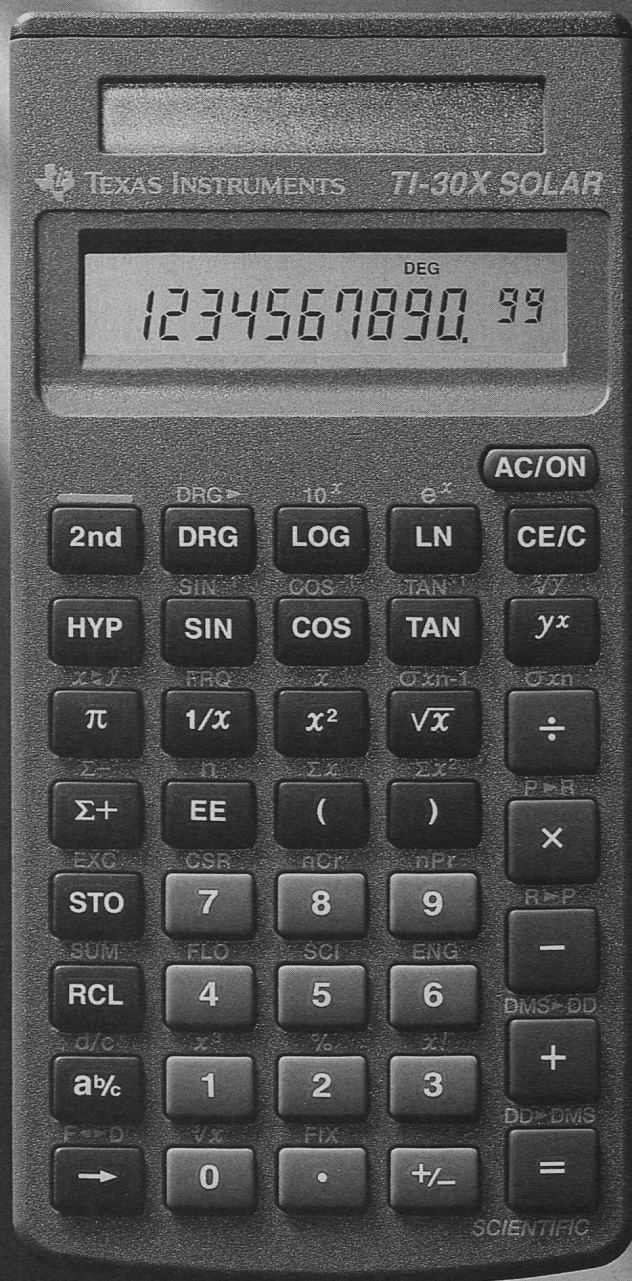 TEXAS INSTRUMENTS TI-30X SOLAR
DEG
1234567890. 99
AC/ON
DRG► 10ˣ eˣ
2nd DRG LOG LN CE/C
SIN⁻¹ COS⁻¹ TAN⁻¹ ˣ√y
HYP SIN COS TAN yˣ
x►y FRQ x̄ σxn-1 σxn
π 1/x x² √x ÷
Σ− n Σx Σx²
P►R
Σ+ EE ( )
×
EXC CSR nCr nPr
R►P
STO 7 8 9
−
SUM FLO SCI ENG
RCL 4 5 6
DMS►DD
d/c x³ % x!
+
ab/c 1 2 3
DD►DMS
F◄►D ³√x FIX
→ 0 • +/− =
SCIENTIFIC